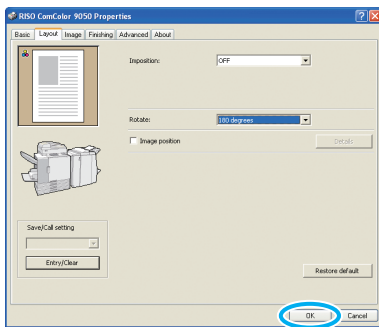 RISO ComColor 9050 Properties
Basic Layout Image Finishing Advanced About
Imposition: OFF
Rotate: 180 degrees
Image position Details
Save/Call setting
Entry/Clear
Restore default
OK Cancel